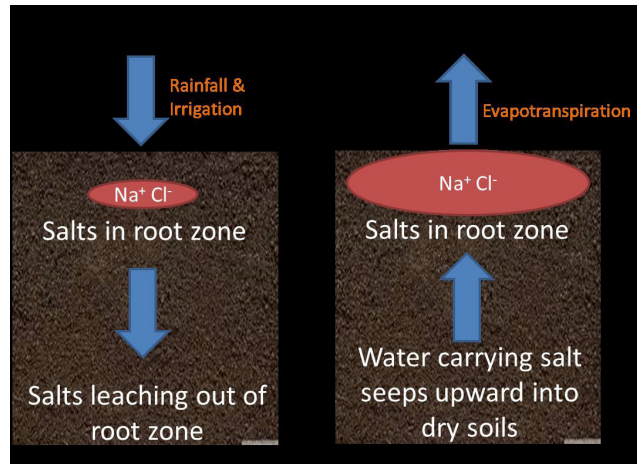 Rainfall &
Irrigation
Na⁺ Cl⁻
Salts in root zone
Salts leaching out of
root zone
Evapotranspiration
Na⁺ Cl⁻
Salts in root zone
Water carrying salt
seeps upward into
dry soils